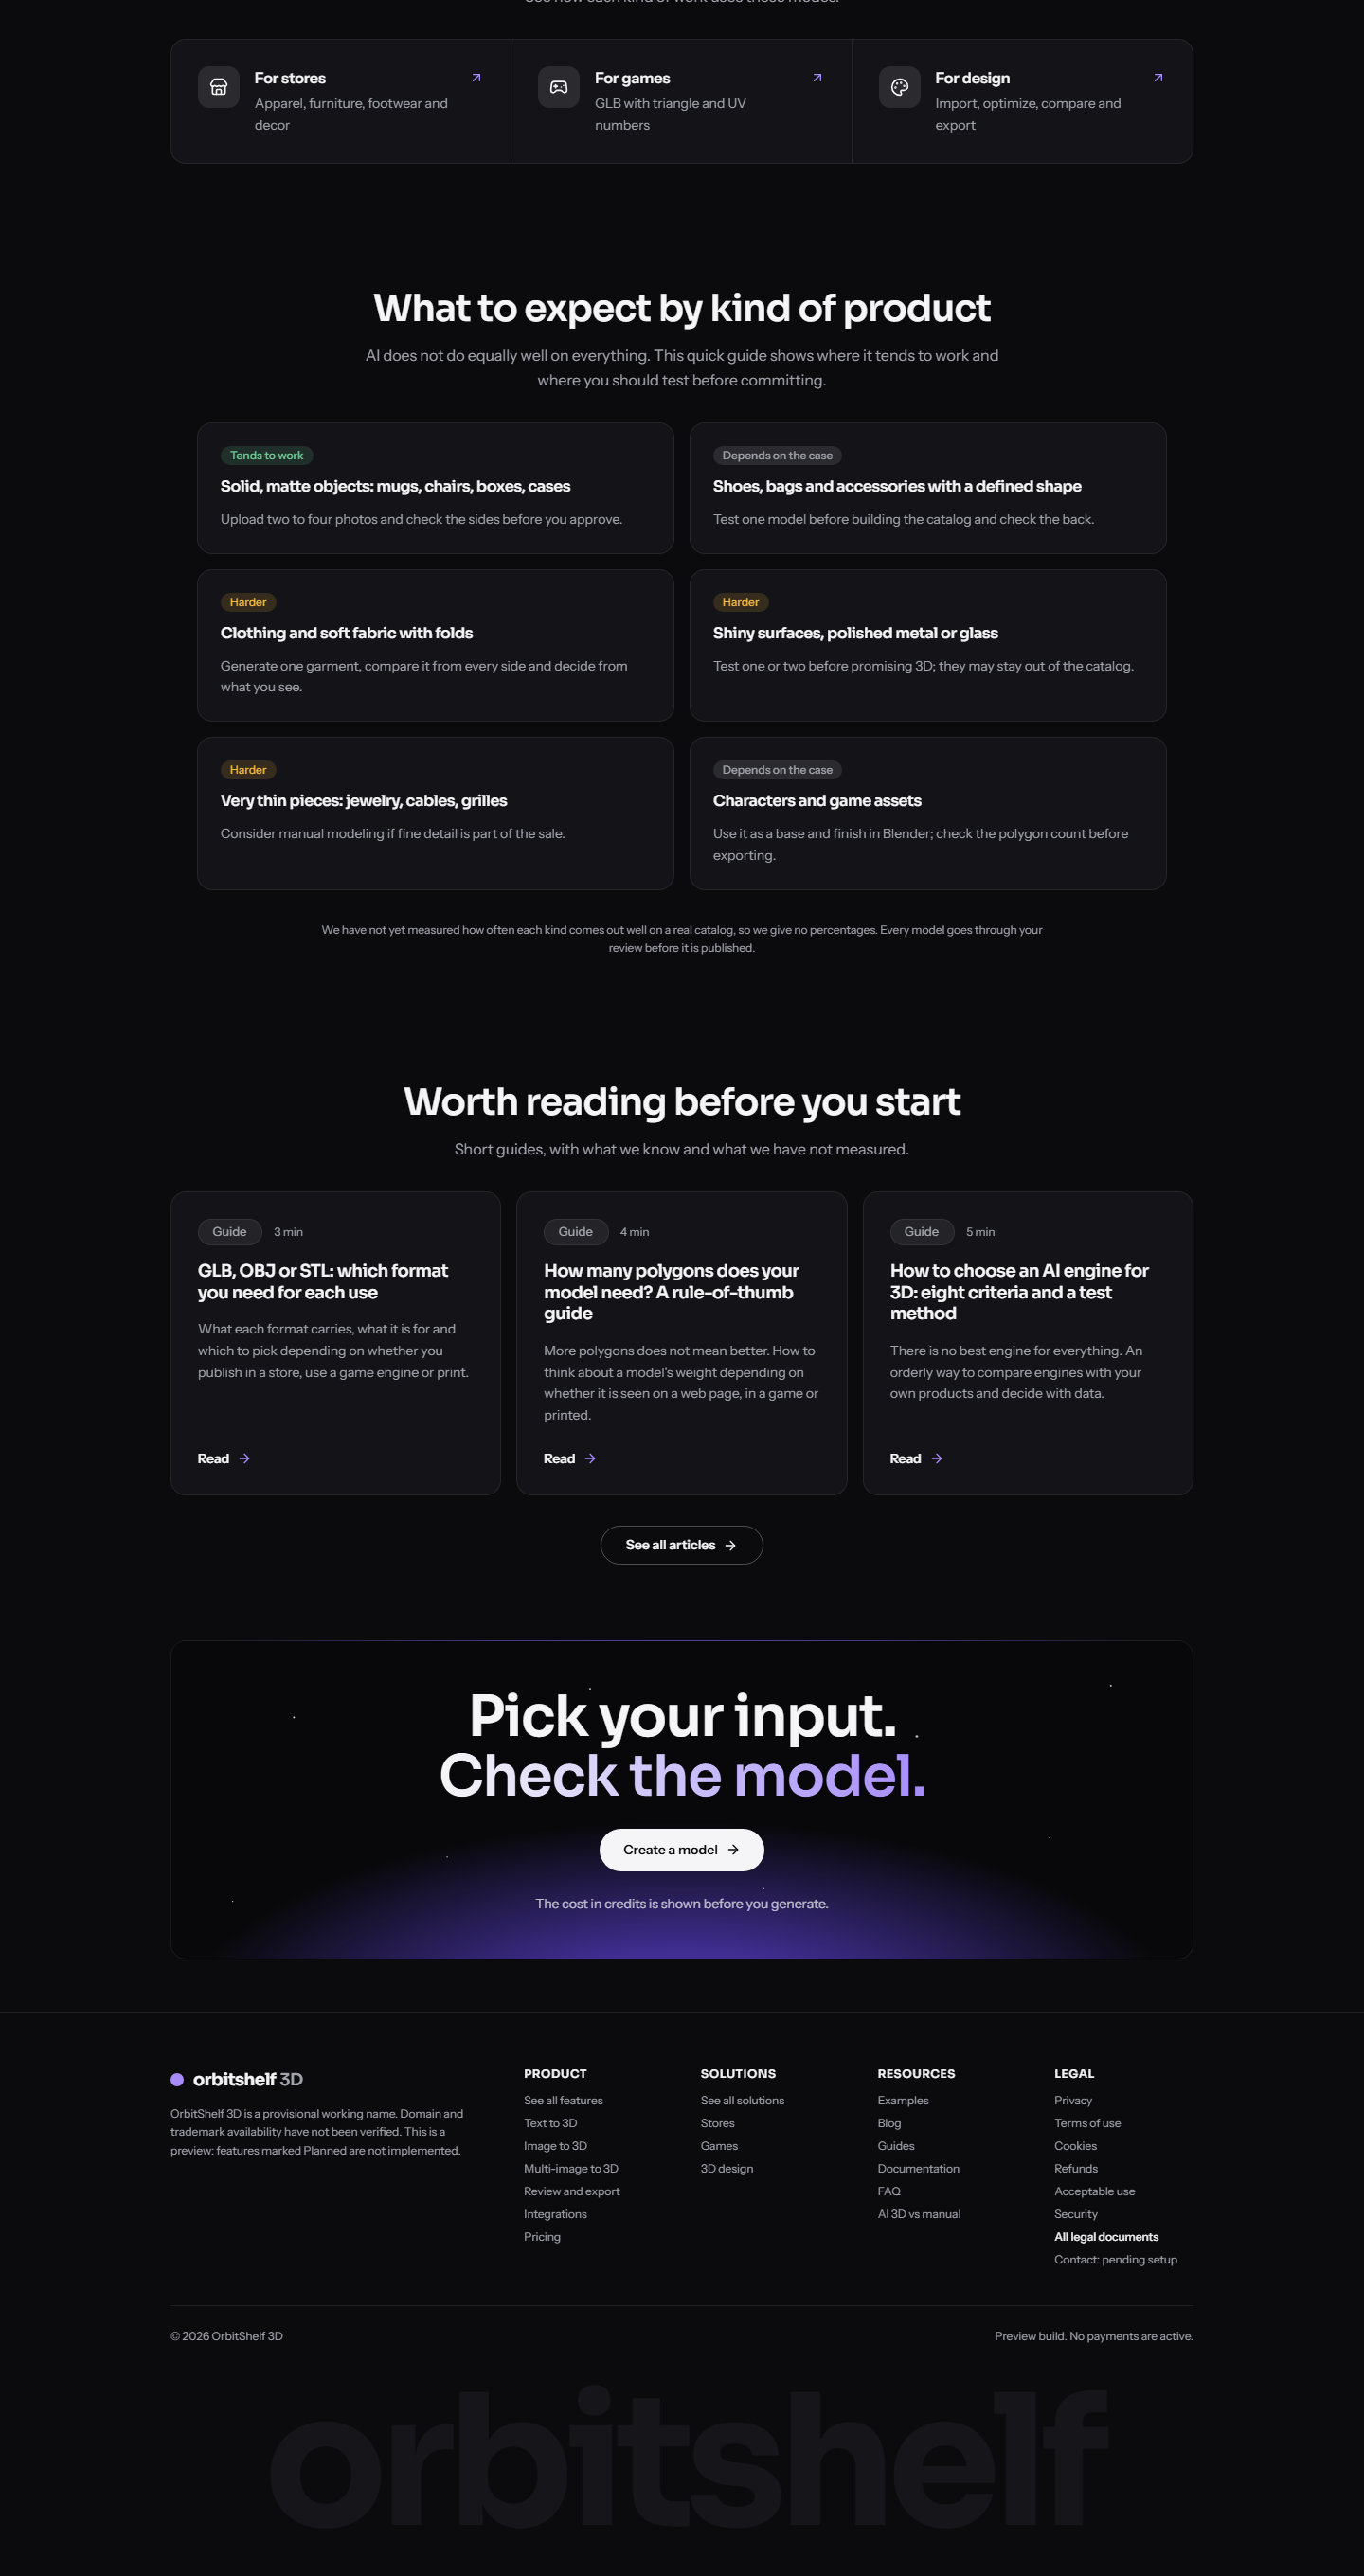 For stores
Apparel, furniture, footwear and
decor
For games
GLB with triangle and UV
numbers
For design
Import, optimize, compare and
export
What to expect by kind of product
AI does not do equally well on everything. This quick guide shows where it tends to work and
where you should test before committing.
Tends to work
Solid, matte objects: mugs, chairs, boxes, cases
Upload two to four photos and check the sides before you approve.
Depends on the case
Shoes, bags and accessories with a defined shape
Test one model before building the catalog and check the back.
Harder
Clothing and soft fabric with folds
Generate one garment, compare it from every side and decide from
what you see.
Harder
Shiny surfaces, polished metal or glass
Test one or two before promising 3D; they may stay out of the catalog.
Harder
Very thin pieces: jewelry, cables, grilles
Consider manual modeling if fine detail is part of the sale.
Depends on the case
Characters and game assets
Use it as a base and finish in Blender; check the polygon count before
exporting.
We have not yet measured how often each kind comes out well on a real catalog, so we give no percentages. Every model goes through your
review before it is published.
Worth reading before you start
Short guides, with what we know and what we have not measured.
Guide 3 min
GLB, OBJ or STL: which format
you need for each use
What each format carries, what it is for and
which to pick depending on whether you
publish in a store, use a game engine or print.
Read
Guide 4 min
How many polygons does your
model need? A rule-of-thumb
guide
More polygons does not mean better. How to
think about a model's weight depending on
whether it is seen on a web page, in a game or
printed.
Read
Guide 5 min
How to choose an AI engine for
3D: eight criteria and a test
method
There is no best engine for everything. An
orderly way to compare engines with your
own products and decide with data.
Read
See all articles
Pick your input.
Check the model.
Create a model
The cost in credits is shown before you generate.
orbitshelf 3D
OrbitShelf 3D is a provisional working name. Domain and
trademark availability have not been verified. This is a
preview: features marked Planned are not implemented.
PRODUCT
See all features
Text to 3D
Image to 3D
Multi-image to 3D
Review and export
Integrations
Pricing
SOLUTIONS
See all solutions
Stores
Games
3D design
RESOURCES
Examples
Blog
Guides
Documentation
FAQ
AI 3D vs manual
LEGAL
Privacy
Terms of use
Cookies
Refunds
Acceptable use
Security
All legal documents
Contact: pending setup
© 2026 OrbitShelf 3D
Preview build. No payments are active.
orbitshelf